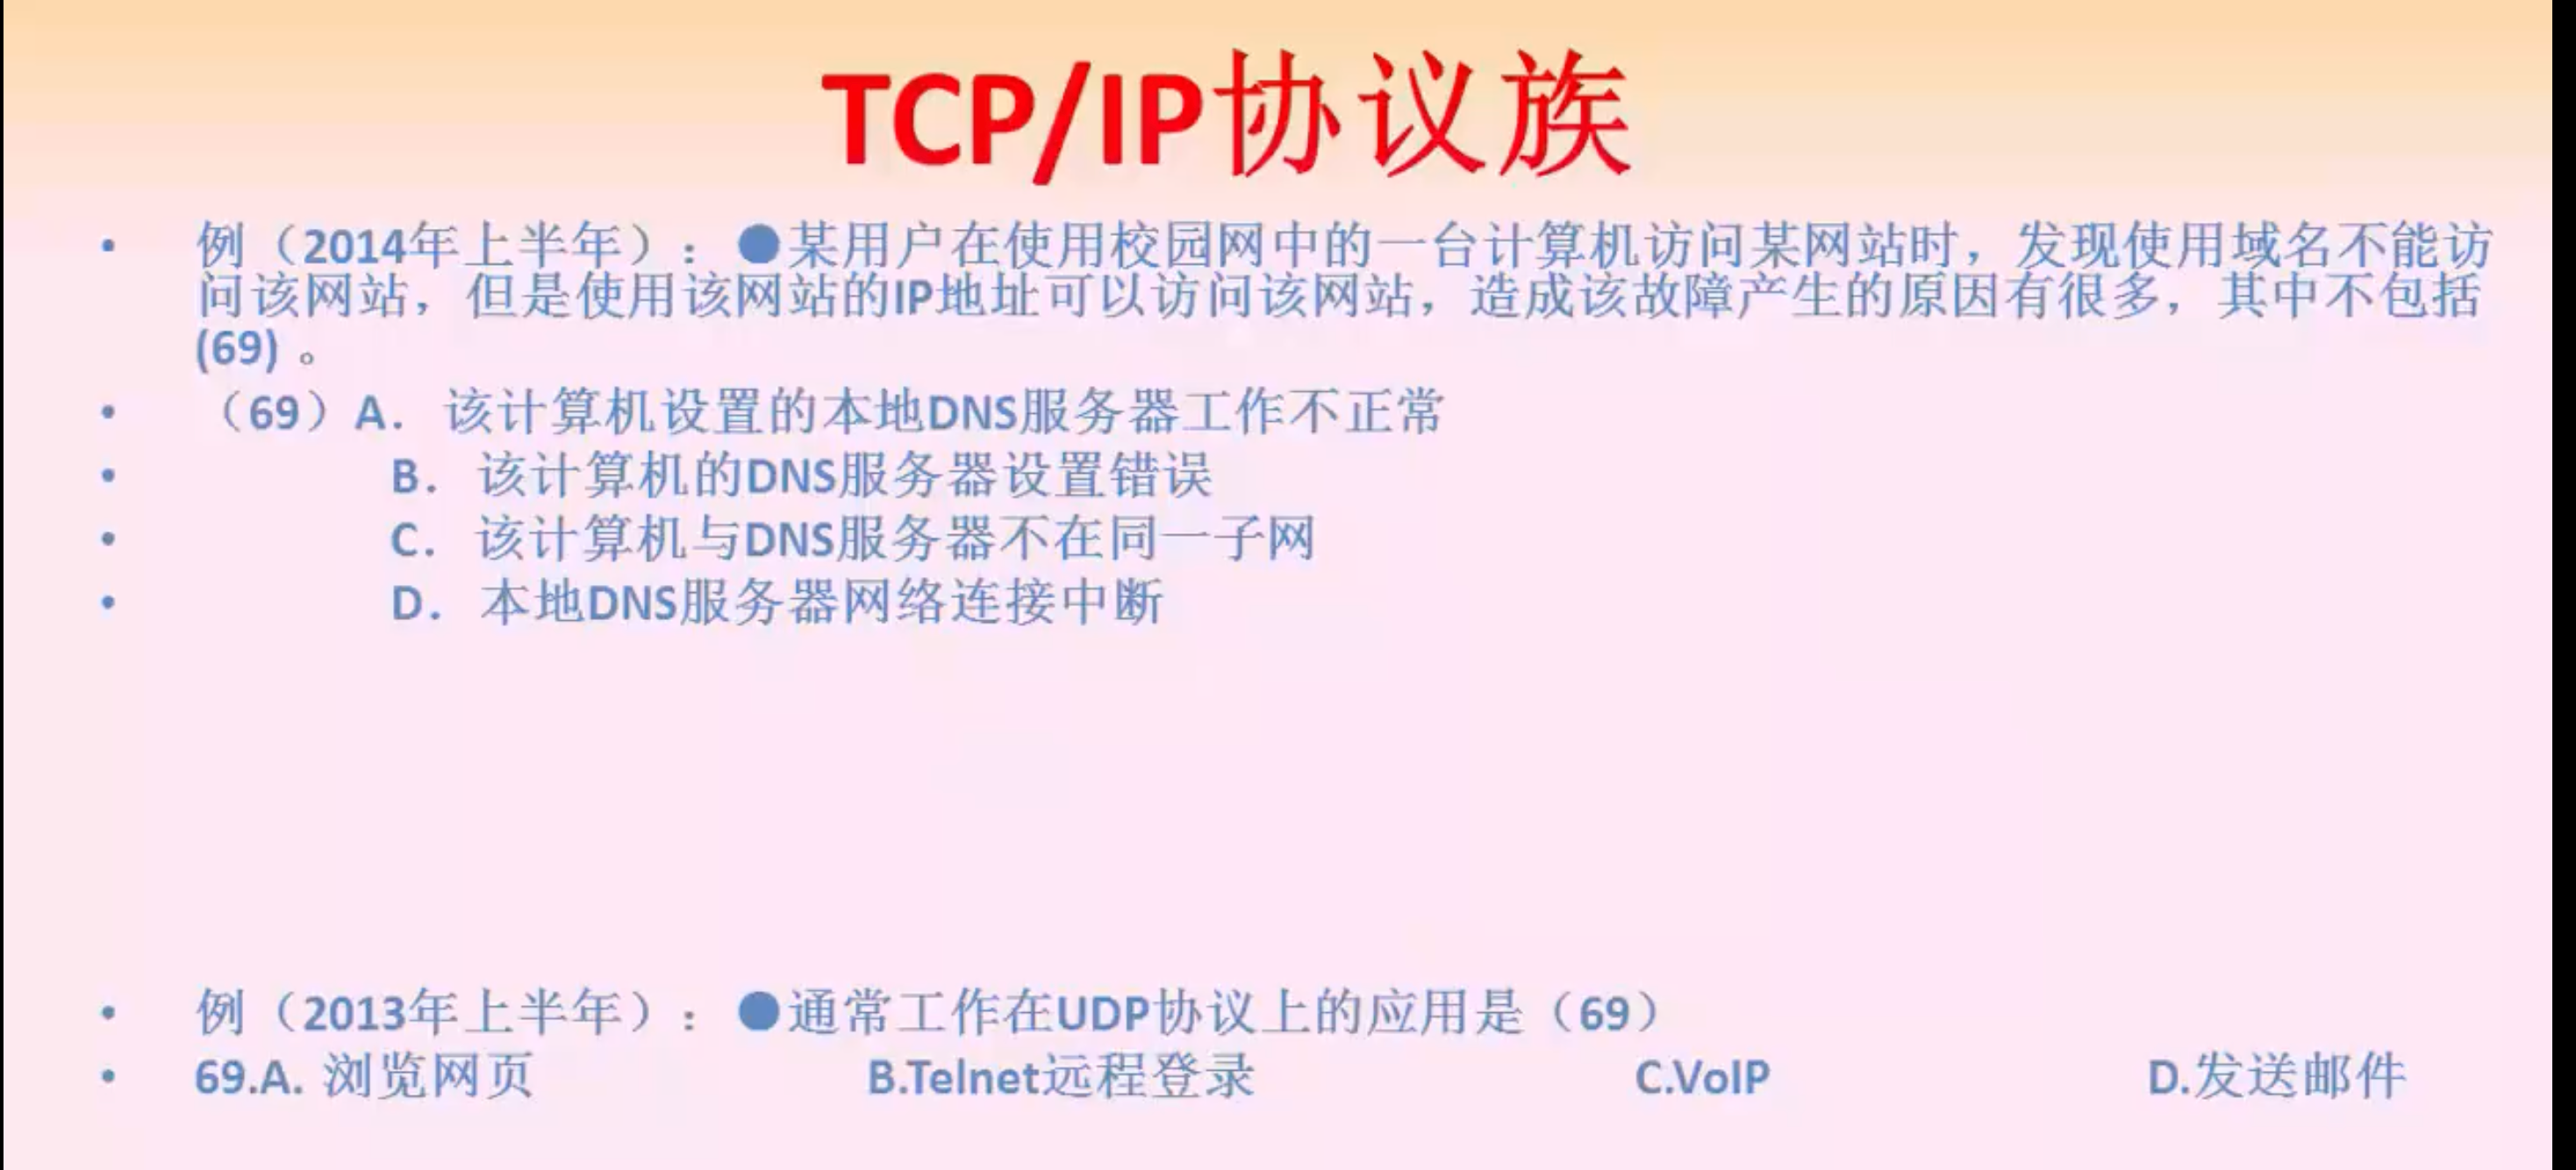 TCP/IP协议族
• 例（2014年上半年）：●某用户在使用校园网中的一台计算机访问某网站时，发现使用域名不能访
问该网站，但是使用该网站的IP地址可以访问该网站，造成该故障产生的原因有很多，其中不包括
(69) 。
• （69）A．该计算机设置的本地DNS服务器工作不正常
• B．该计算机的DNS服务器设置错误
• C．该计算机与DNS服务器不在同一子网
• D．本地DNS服务器网络连接中断
• 例（2013年上半年）：●通常工作在UDP协议上的应用是（69）
• 69.A. 浏览网页 B.Telnet远程登录 C.VoIP D.发送邮件